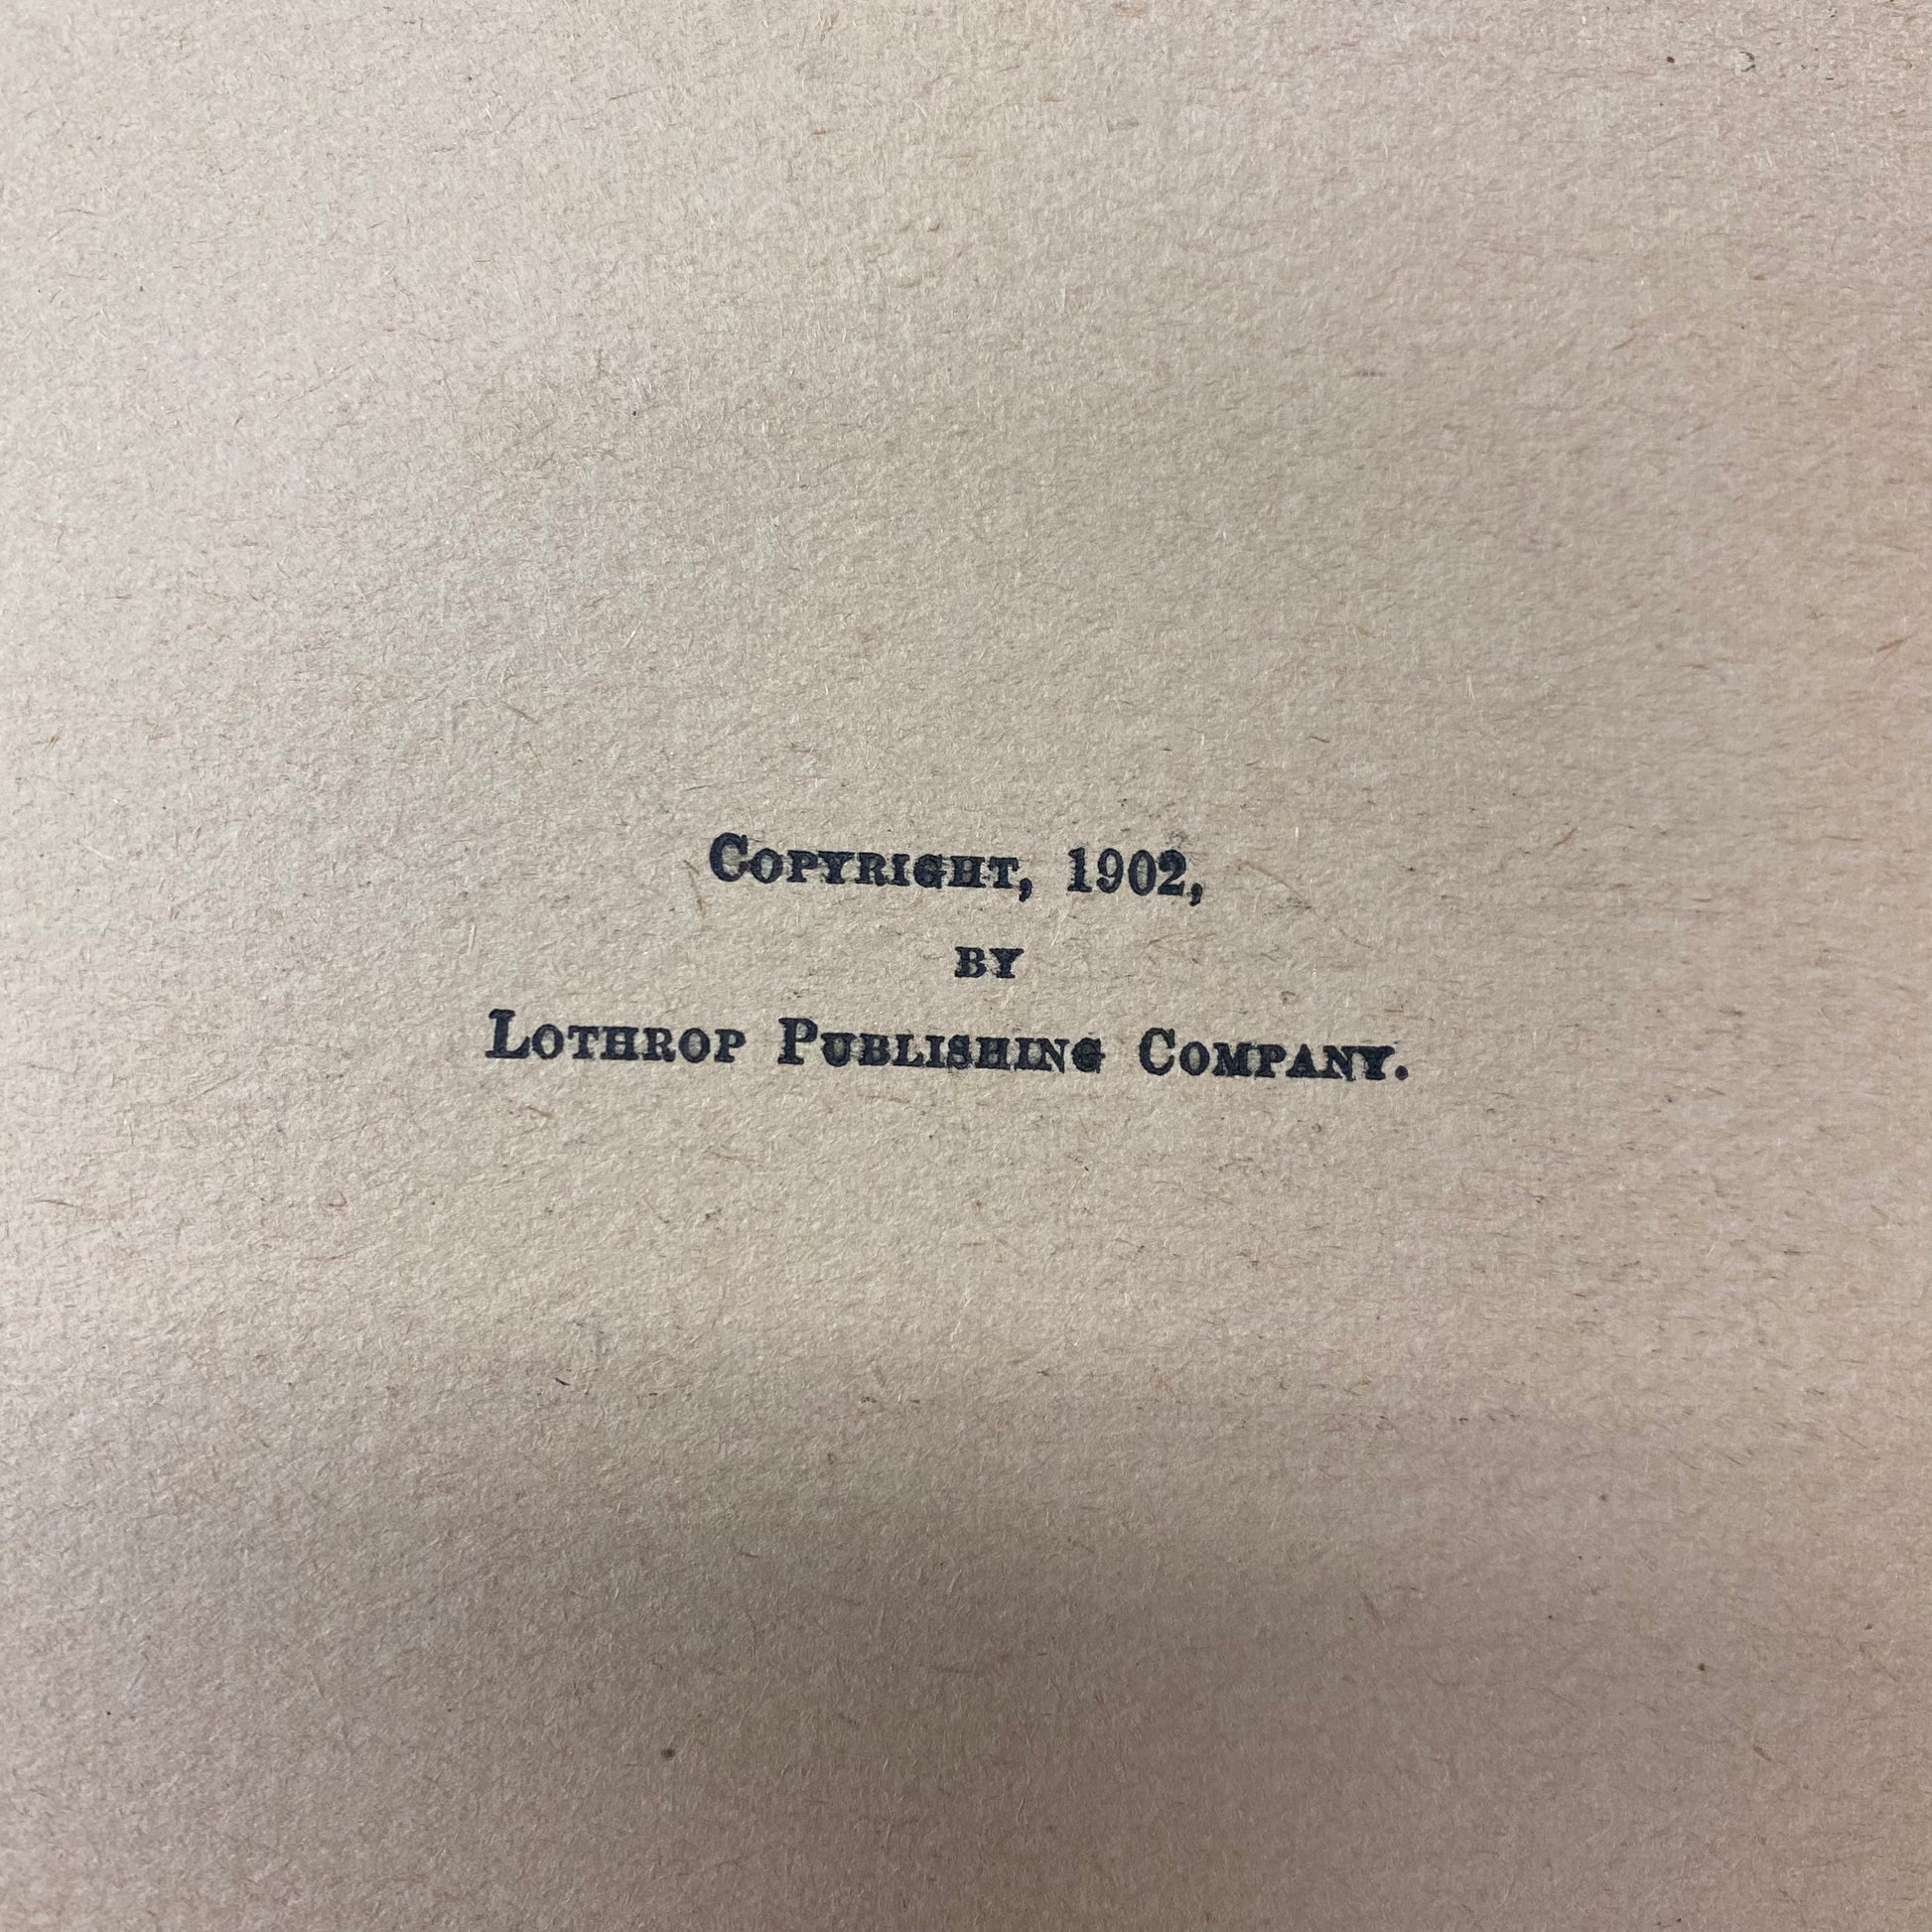 Copyright, 1902,
by
Lothrop Publishing Company.